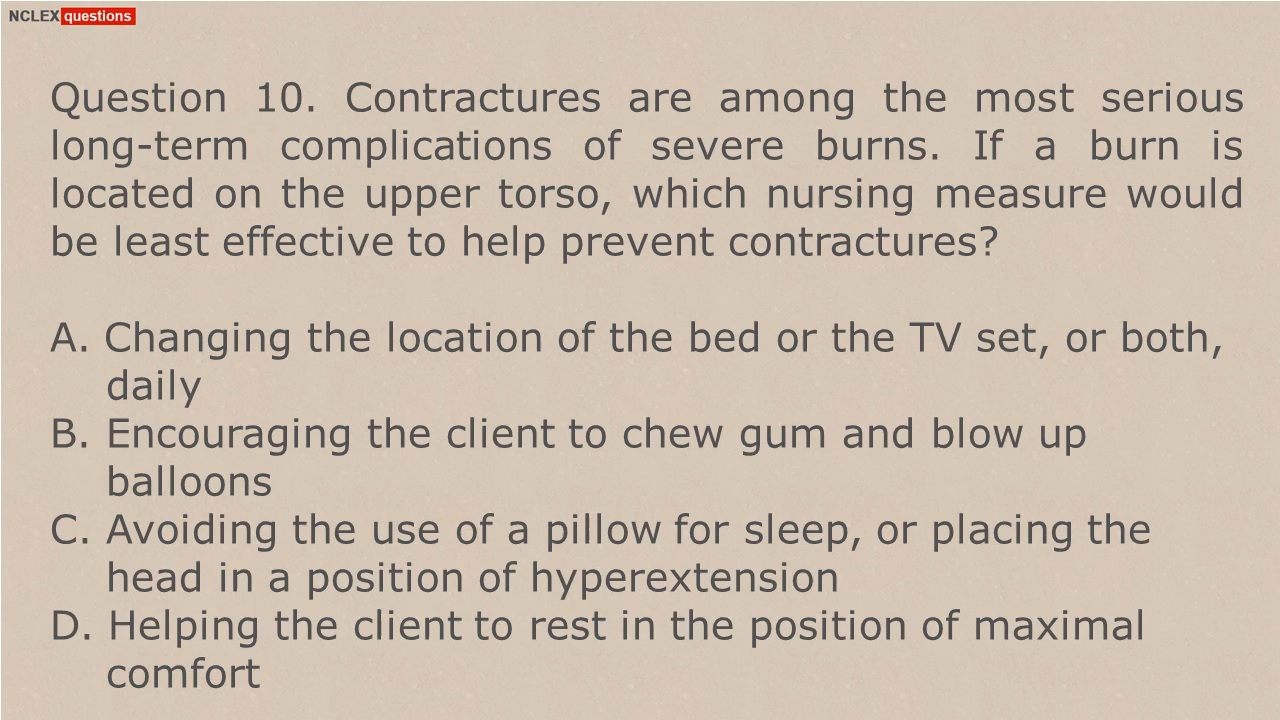 NCLEX questions
Question 10. Contractures are among the most serious
long-term complications of severe burns. If a burn is
located on the upper torso, which nursing measure would
be least effective to help prevent contractures?
A. Changing the location of the bed or the TV set, or both,
daily
B. Encouraging the client to chew gum and blow up
balloons
C. Avoiding the use of a pillow for sleep, or placing the
head in a position of hyperextension
D. Helping the client to rest in the position of maximal
comfort